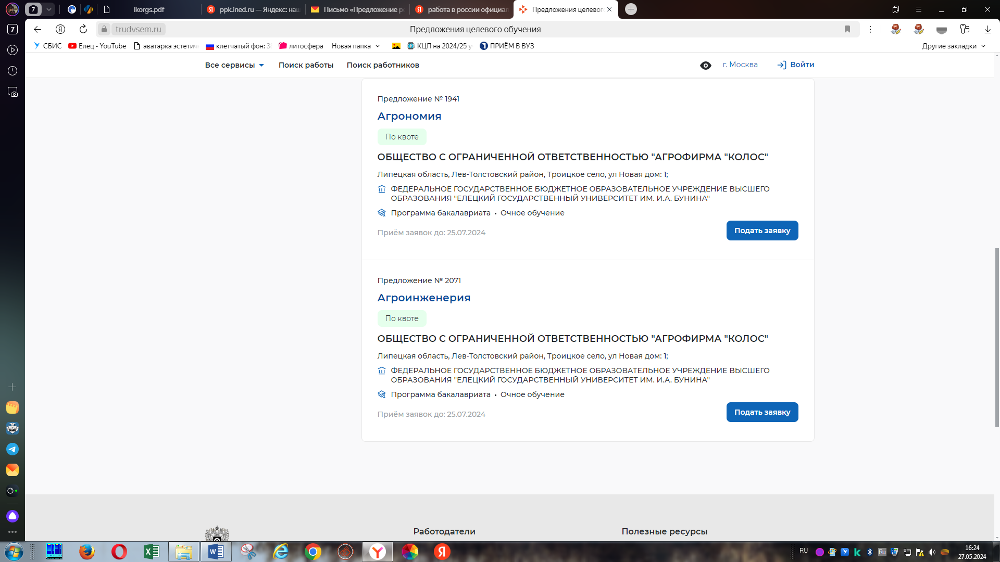 7
lkorgs.pdf
ppk.ined.ru — Яндекс: наш
Письмо «Предложение р
работа в россии официал
Предложения целевого
7
trudvsem.ru
Предложения целевого обучения
СБИС
Елец - YouTube
аватарка эстетич
клетчатый фон: 38
литосфера
Новая папка
КЦП на 2024/25 у
ПРИЁМ В ВУЗ
Другие закладки
Все сервисы
Поиск работы
Поиск работников
г. Москва
Войти
Предложение № 1941
Агрономия
По квоте
ОБЩЕСТВО С ОГРАНИЧЕННОЙ ОТВЕТСТВЕННОСТЬЮ "АГРОФИРМА "КОЛОС"
Липецкая область, Лев-Толстовский район, Троицкое село, ул Новая дом: 1;
ФЕДЕРАЛЬНОЕ ГОСУДАРСТВЕННОЕ БЮДЖЕТНОЕ ОБРАЗОВАТЕЛЬНОЕ УЧРЕЖДЕНИЕ ВЫСШЕГО
ОБРАЗОВАНИЯ "ЕЛЕЦКИЙ ГОСУДАРСТВЕННЫЙ УНИВЕРСИТЕТ ИМ. И.А. БУНИНА"
Программа бакалавриата • Очное обучение
Приём заявок до: 25.07.2024
Подать заявку
Предложение № 2071
Агроинженерия
По квоте
ОБЩЕСТВО С ОГРАНИЧЕННОЙ ОТВЕТСТВЕННОСТЬЮ "АГРОФИРМА "КОЛОС"
Липецкая область, Лев-Толстовский район, Троицкое село, ул Новая дом: 1;
ФЕДЕРАЛЬНОЕ ГОСУДАРСТВЕННОЕ БЮДЖЕТНОЕ ОБРАЗОВАТЕЛЬНОЕ УЧРЕЖДЕНИЕ ВЫСШЕГО
ОБРАЗОВАНИЯ "ЕЛЕЦКИЙ ГОСУДАРСТВЕННЫЙ УНИВЕРСИТЕТ ИМ. И.А. БУНИНА"
Программа бакалавриата • Очное обучение
Приём заявок до: 25.07.2024
Подать заявку
Работодатели
Полезные ресурсы
RU
Ru
16:24
27.05.2024